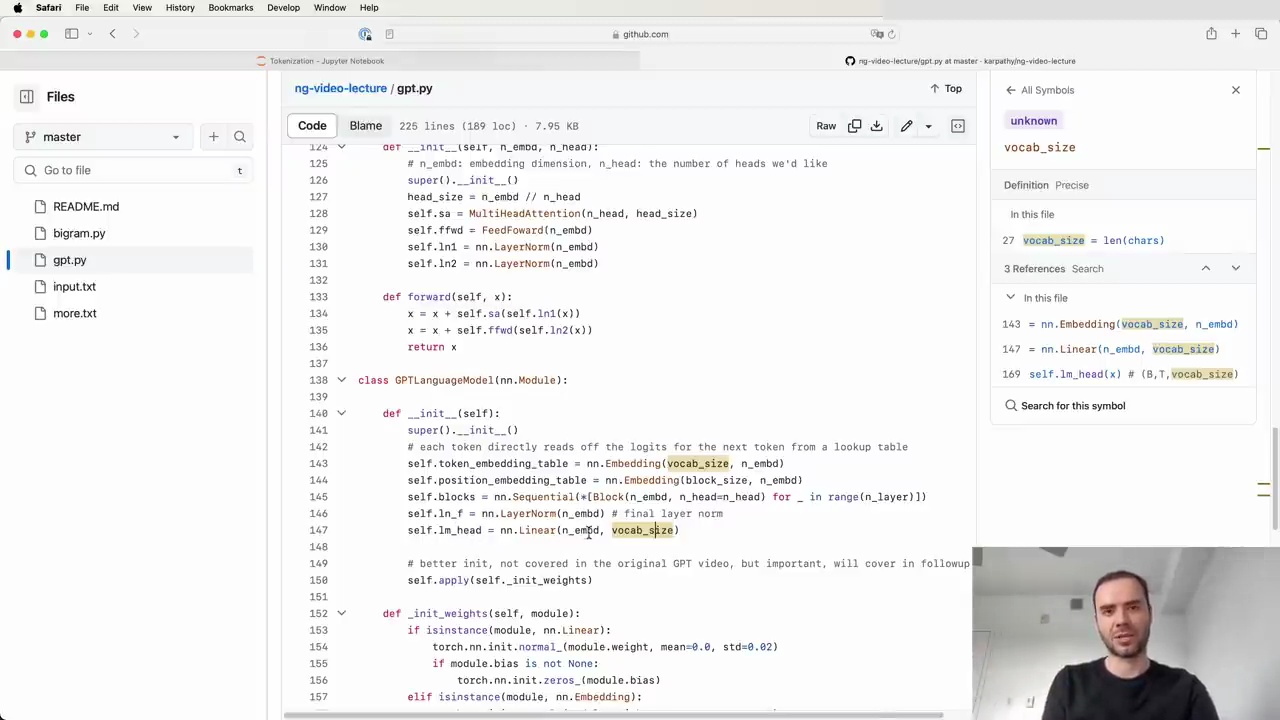 Safari File Edit View History Bookmarks Develop Window Help
github.com
Tokenization - Jupyter Notebook
ng-video-lecture/gpt.py at master · karpathy/ng-video-lecture
Files
master
Go to file
t
README.md
bigram.py
gpt.py
input.txt
more.txt
ng-video-lecture / gpt.py
Top
Code Blame 225 lines (189 loc) · 7.95 KB
Raw
124 def __init__(self, n_embd, n_head):
125 # n_embd: embedding dimension, n_head: the number of heads we'd like
126 super().__init__()
127 head_size = n_embd // n_head
128 self.sa = MultiHeadAttention(n_head, head_size)
129 self.ffwd = FeedFoward(n_embd)
130 self.ln1 = nn.LayerNorm(n_embd)
131 self.ln2 = nn.LayerNorm(n_embd)
132
133 def forward(self, x):
134 x = x + self.sa(self.ln1(x))
135 x = x + self.ffwd(self.ln2(x))
136 return x
137
138 class GPTLanguageModel(nn.Module):
139
140 def __init__(self):
141 super().__init__()
142 # each token directly reads off the logits for the next token from a lookup table
143 self.token_embedding_table = nn.Embedding(vocab_size, n_embd)
144 self.position_embedding_table = nn.Embedding(block_size, n_embd)
145 self.blocks = nn.Sequential(*[Block(n_embd, n_head=n_head) for _ in range(n_layer)])
146 self.ln_f = nn.LayerNorm(n_embd) # final layer norm
147 self.lm_head = nn.Linear(n_embd, vocab_size)
148
149 # better init, not covered in the original GPT video, but important, will cover in followup
150 self.apply(self._init_weights)
151
152 def _init_weights(self, module):
153 if isinstance(module, nn.Linear):
154 torch.nn.init.normal_(module.weight, mean=0.0, std=0.02)
155 if module.bias is not None:
156 torch.nn.init.zeros_(module.bias)
157 elif isinstance(module, nn.Embedding):
All Symbols
unknown
vocab_size
Definition Precise
In this file
27 vocab_size = len(chars)
3 References Search
In this file
143 = nn.Embedding(vocab_size, n_embd)
147 = nn.Linear(n_embd, vocab_size)
169 self.lm_head(x) # (B,T,vocab_size)
Search for this symbol